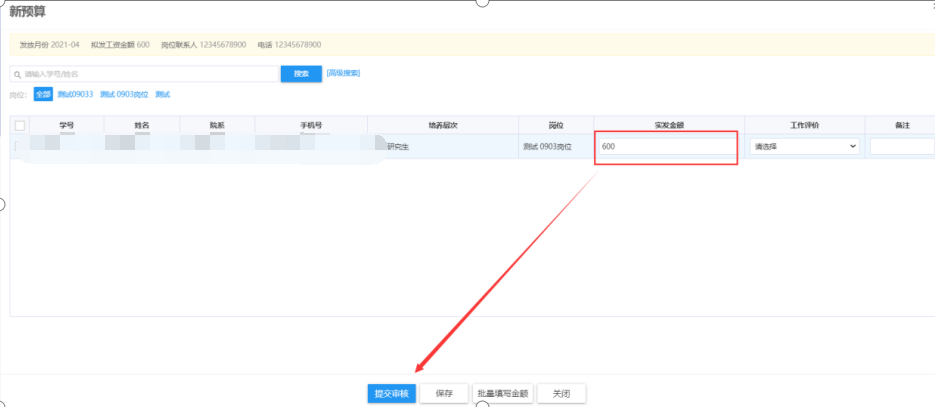 新预算
发放月份 2021-04 拟发工资金额 600 岗位联系人 12345678900 电话 12345678900
请输入学号/姓名 搜索 [高级搜索]
岗位: 全部 测试09033 测试 0903岗位 测试
学号 姓名 院系 手机号 培养层次 岗位 实发金额 工作评价 备注
研究生 测试 0903岗位 600 请选择
提交审核 保存 批量填写金额 关闭